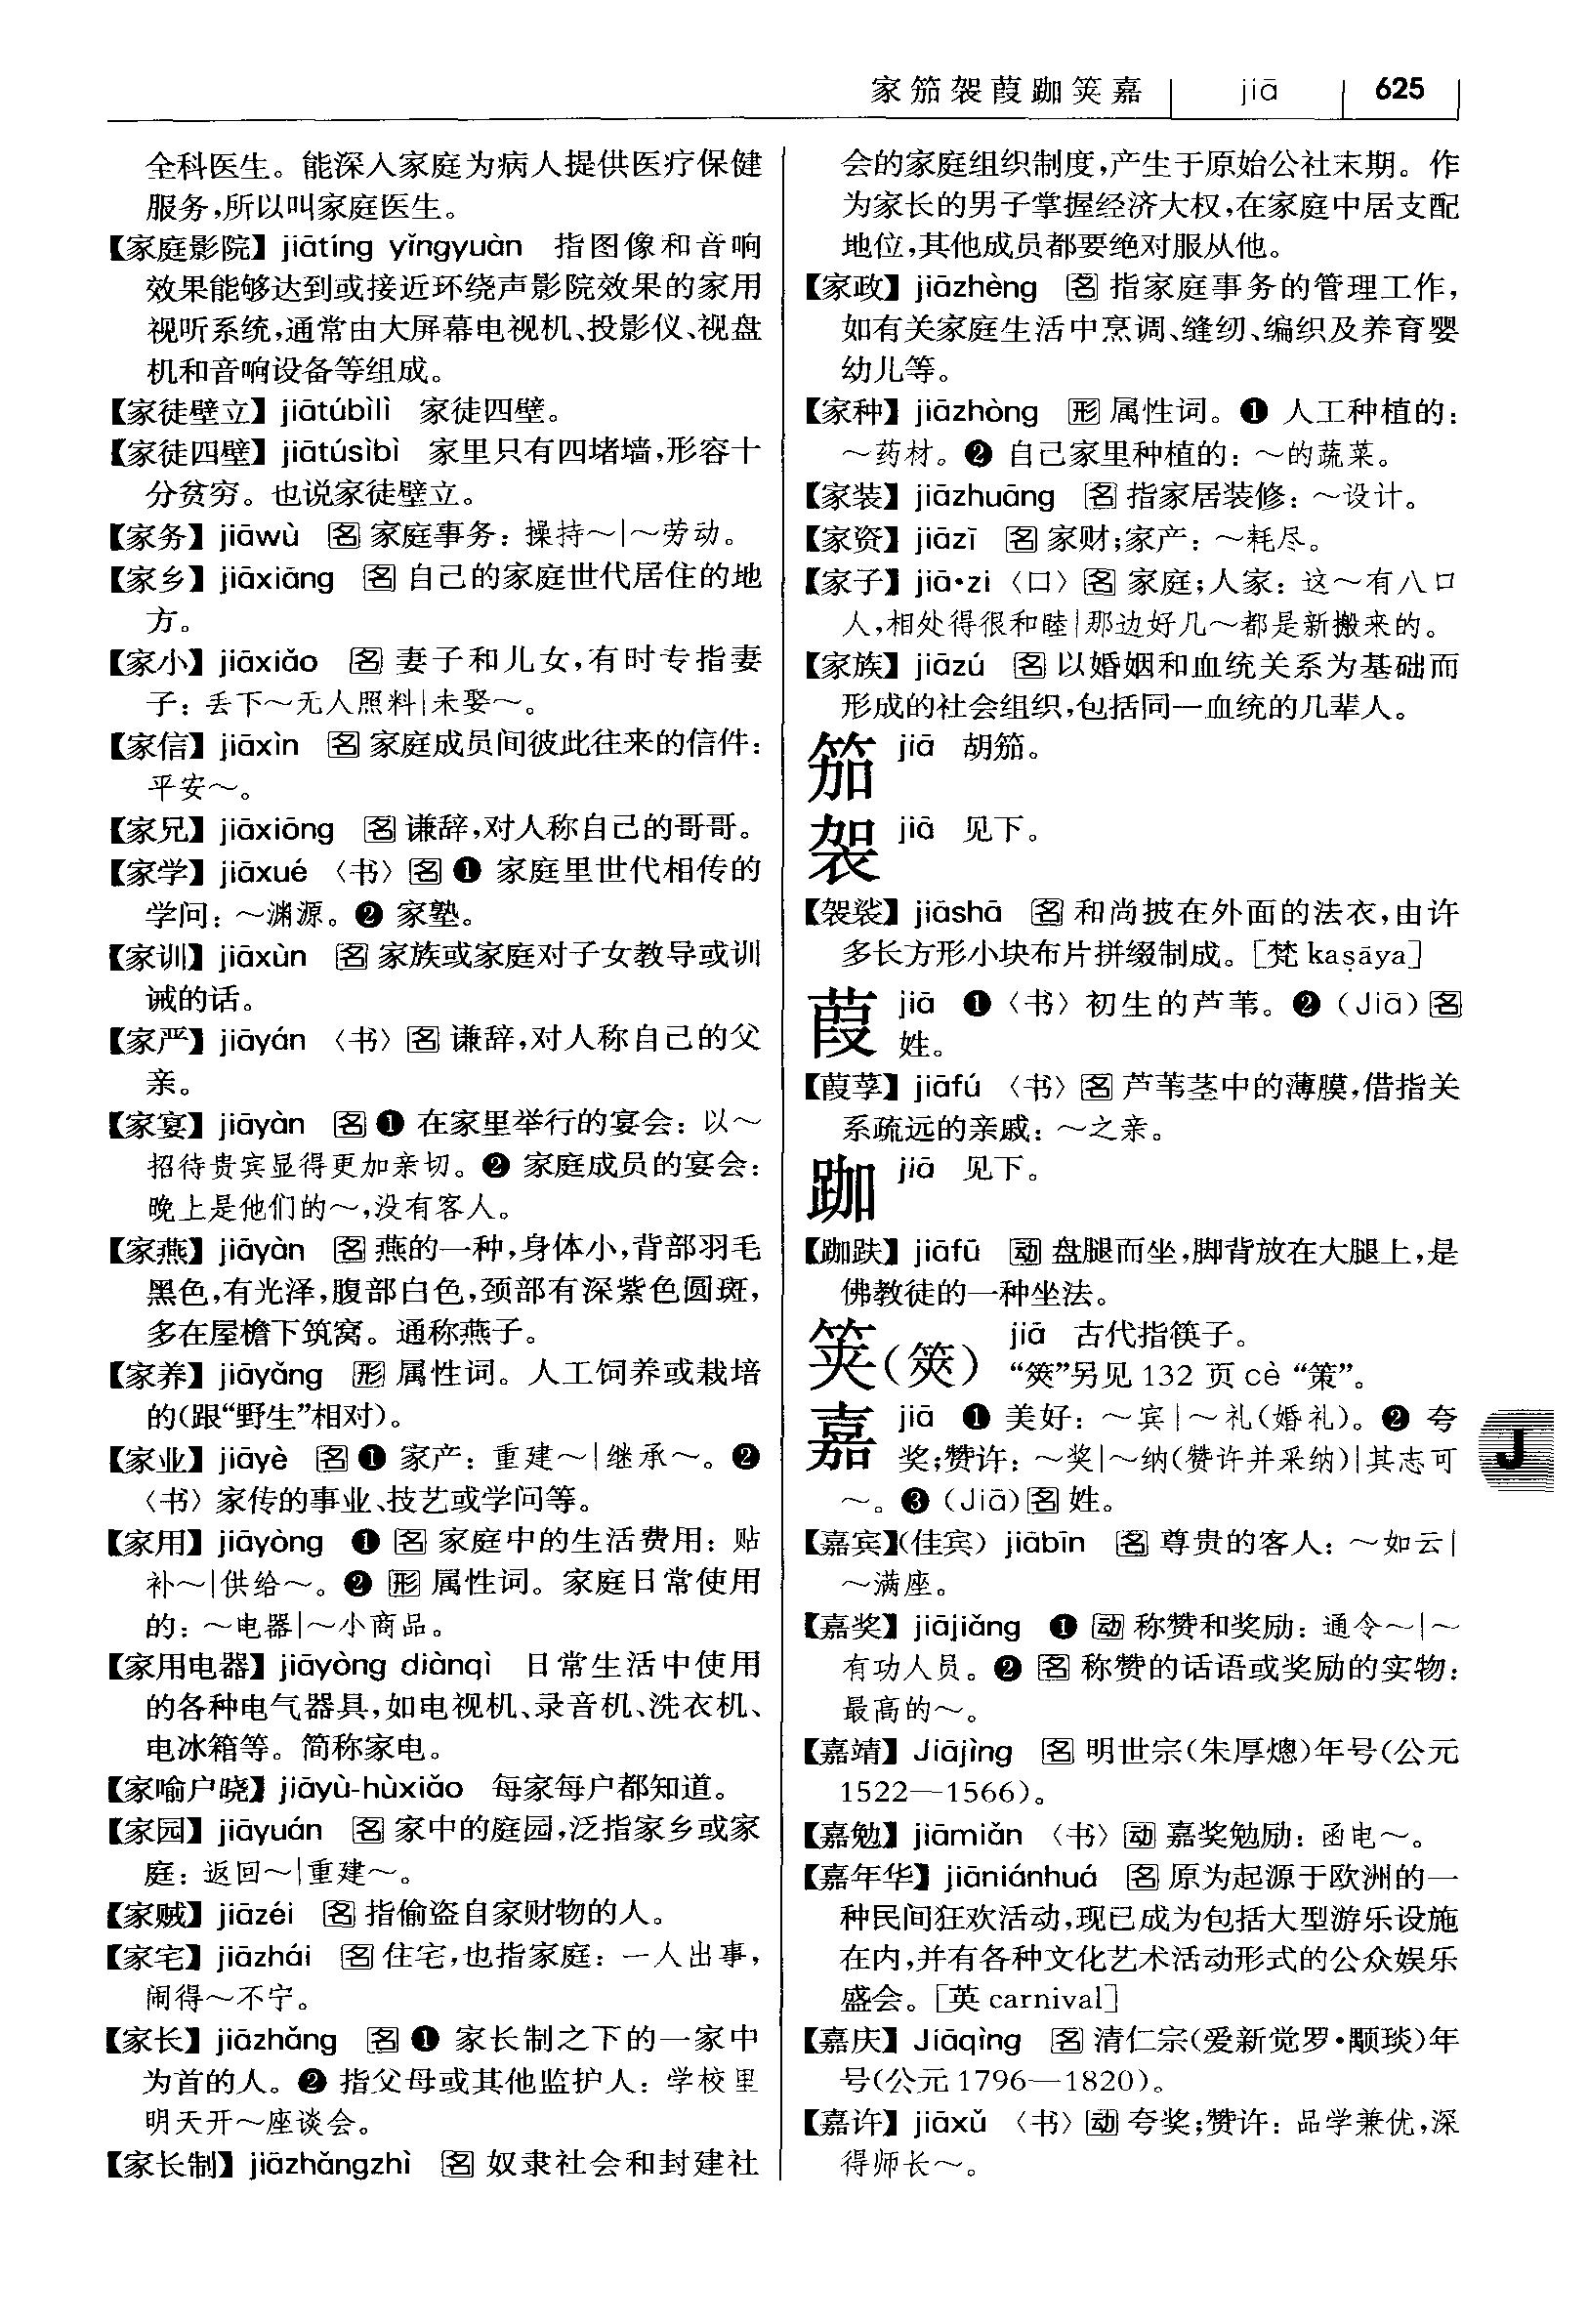 家笳袈葭跏筴嘉 jiā 625
全科医生。能深入家庭为病人提供医疗保健
服务,所以叫家庭医生。
【家庭影院】jiātíng yǐngyuàn 指图像和音响
效果能够达到或接近环绕声影院效果的家用
视听系统,通常由大屏幕电视机、投影仪、视盘
机和音响设备等组成。
【家徒壁立】jiātúbìlì 家徒四壁。
【家徒四壁】jiātúsìbì 家里只有四堵墙,形容十
分贫穷。也说家徒壁立。
【家务】jiāwù 名 家庭事务:操持~|~劳动。
【家乡】jiāxiāng 名 自己的家庭世代居住的地
方。
【家小】jiāxiǎo 名 妻子和儿女,有时专指妻
子:丢下~无人照料|未娶~。
【家信】jiāxìn 名 家庭成员间彼此往来的信件:
平安~。
【家兄】jiāxiōng 名 谦辞,对人称自己的哥哥。
【家学】jiāxué 〈书〉名 ❶ 家庭里世代相传的
学问:~渊源。❷ 家塾。
【家训】jiāxùn 名 家族或家庭对子女教导或训
诫的话。
【家严】jiāyán 〈书〉名 谦辞,对人称自己的父
亲。
【家宴】jiāyàn 名 ❶ 在家里举行的宴会:以~
招待贵宾显得更加亲切。❷ 家庭成员的宴会:
晚上是他们的~,没有客人。
【家燕】jiāyàn 名 燕的一种,身体小,背部羽毛
黑色,有光泽,腹部白色,颈部有深紫色圆斑,
多在屋檐下筑窝。通称燕子。
【家养】jiāyǎng 形 属性词。人工饲养或栽培
的(跟“野生”相对)。
【家业】jiāyè 名 ❶ 家产:重建~|继承~。❷
〈书〉家传的事业、技艺或学问等。
【家用】jiāyòng ❶ 名 家庭中的生活费用:贴
补~|供给~。❷ 形 属性词。家庭日常使用
的:~电器|~小商品。
【家用电器】jiāyòng diànqì 日常生活中使用
的各种电气器具,如电视机、录音机、洗衣机、
电冰箱等。简称家电。
【家喻户晓】jiāyù-hùxiǎo 每家每户都知道。
【家园】jiāyuán 名 家中的庭园,泛指家乡或家
庭:返回~|重建~。
【家贼】jiāzéi 名 指偷盗自家财物的人。
【家宅】jiāzhái 名 住宅,也指家庭:一人出事,
闹得~不宁。
【家长】jiāzhǎng 名 ❶ 家长制之下的一家中
为首的人。❷ 指父母或其他监护人:学校里
明天开~座谈会。
【家长制】jiāzhǎngzhì 名 奴隶社会和封建社
会的家庭组织制度,产生于原始公社末期。作
为家长的男子掌握经济大权,在家庭中居支配
地位,其他成员都要绝对服从他。
【家政】jiāzhèng 名 指家庭事务的管理工作,
如有关家庭生活中烹调、缝纫、编织及养育婴
幼儿等。
【家种】jiāzhòng 形 属性词。❶ 人工种植的:
~药材。❷ 自己家里种植的:~的蔬菜。
【家装】jiāzhuāng 名 指家居装修:~设计。
【家资】jiāzī 名 家财;家产:~耗尽。
【家子】jiā•zi 〈口〉名 家庭;人家:这~有八口
人,相处得很和睦|那边好几~都是新搬来的。
【家族】jiāzú 名 以婚姻和血统关系为基础而
形成的社会组织,包括同一血统的几辈人。
笳 jiā 胡笳。
袈 jiā 见下。
【袈裟】jiāshā 名 和尚披在外面的法衣,由许
多长方形小块布片拼缀制成。[梵 kaṣāya]
葭 jiā ❶〈书〉初生的芦苇。❷(Jiā)名
姓。
【葭莩】jiāfú 〈书〉名 芦苇茎中的薄膜,借指关
系疏远的亲戚:~之亲。
跏 jiā 见下。
【跏趺】jiāfū 动 盘腿而坐,脚背放在大腿上,是
佛教徒的一种坐法。
筴(筴) jiā 古代指筷子。
“筴”另见 132 页 cè “策”。
嘉 jiā ❶ 美好:~宾|~礼(婚礼)。❷ 夸
奖;赞许:~奖|~纳(赞许并采纳)|其志可
~。❸(Jiā)名 姓。
J
【嘉宾】(佳宾) jiābīn 名 尊贵的客人:~如云|
~满座。
【嘉奖】jiājiǎng ❶ 动 称赞和奖励:通令~|~
有功人员。❷ 名 称赞的话语或奖励的实物:
最高的~。
【嘉靖】Jiājìng 名 明世宗(朱厚熜)年号(公元
1522—1566)。
【嘉勉】jiāmiǎn 〈书〉动 嘉奖勉励:函电~。
【嘉年华】jiāniánhuá 名 原为起源于欧洲的一
种民间狂欢活动,现已成为包括大型游乐设施
在内,并有各种文化艺术活动形式的公众娱乐
盛会。[英 carnival]
【嘉庆】Jiāqìng 名 清仁宗(爱新觉罗•颙琰)年
号(公元 1796—1820)。
【嘉许】jiāxǔ 〈书〉动 夸奖;赞许:品学兼优,深
得师长~。